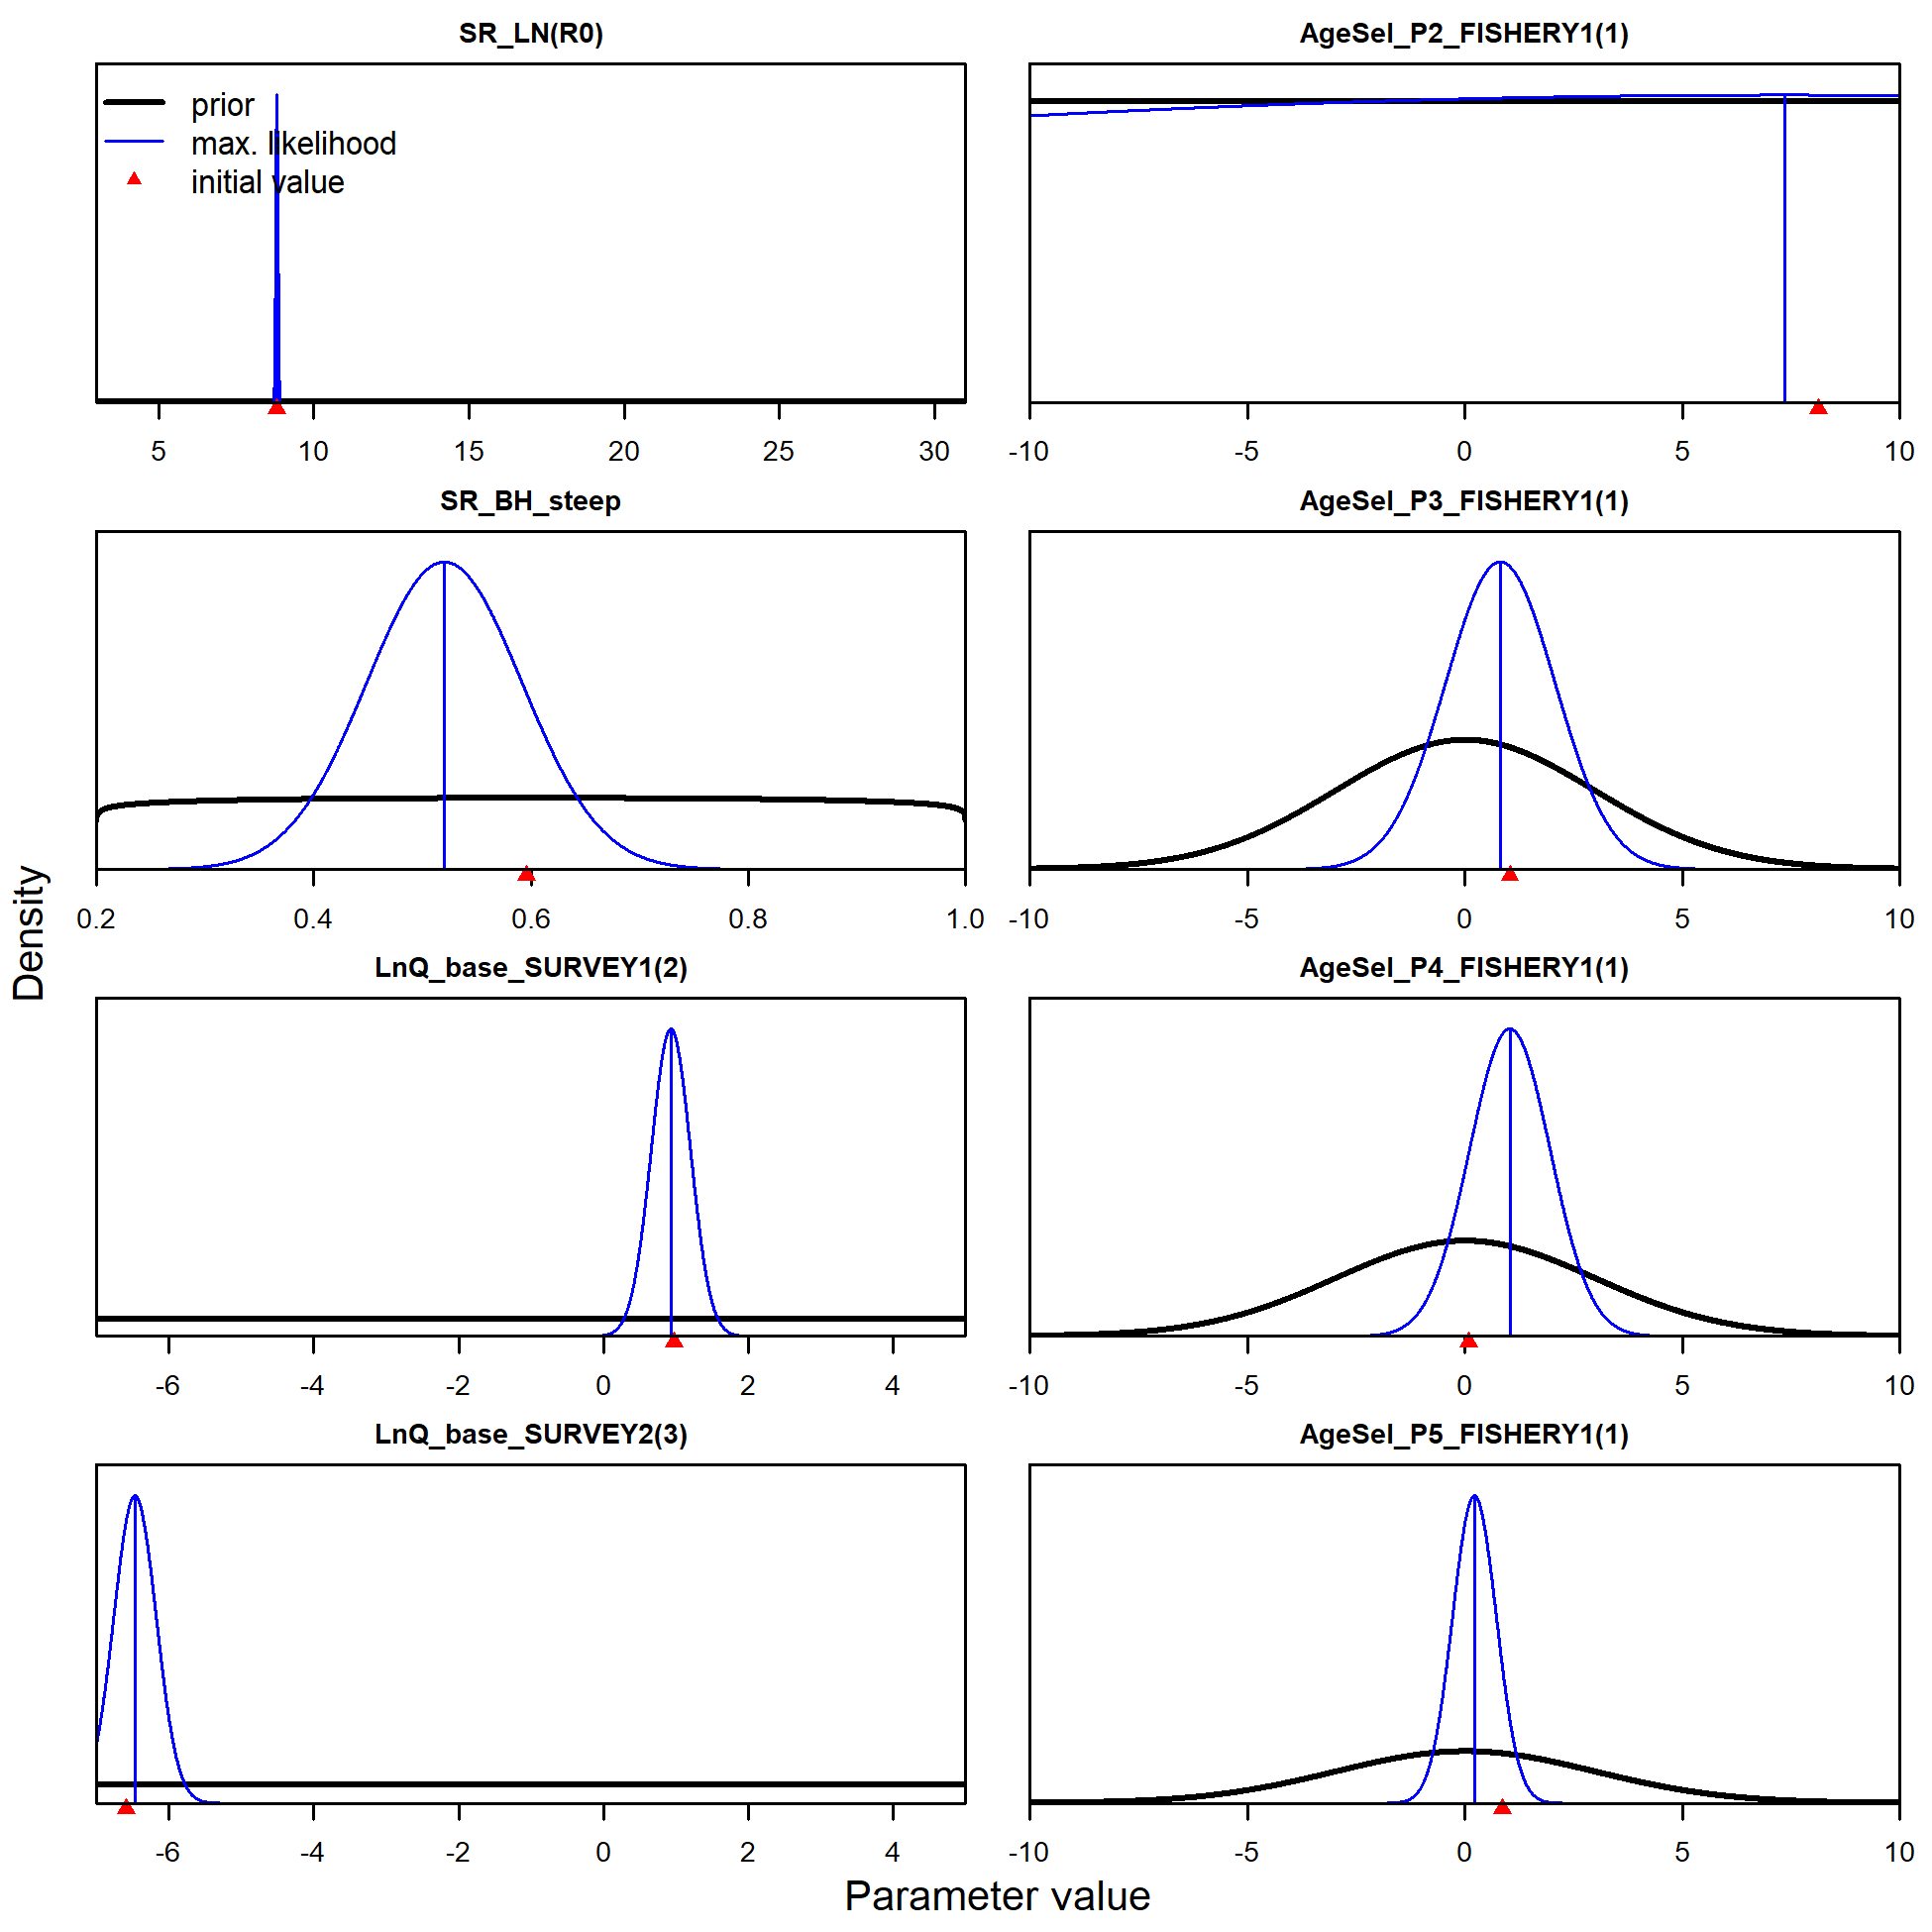 SR_LN(R0)
prior
max. likelihood
initial value
5 10 15 20 25 30
AgeSel_P2_FISHERY1(1)
-10 -5 0 5 10
SR_BH_steep
0.2 0.4 0.6 0.8 1.0
AgeSel_P3_FISHERY1(1)
-10 -5 0 5 10
LnQ_base_SURVEY1(2)
-6 -4 -2 0 2 4
AgeSel_P4_FISHERY1(1)
-10 -5 0 5 10
LnQ_base_SURVEY2(3)
-6 -4 -2 0 2 4
AgeSel_P5_FISHERY1(1)
-10 -5 0 5 10
Density
Parameter value